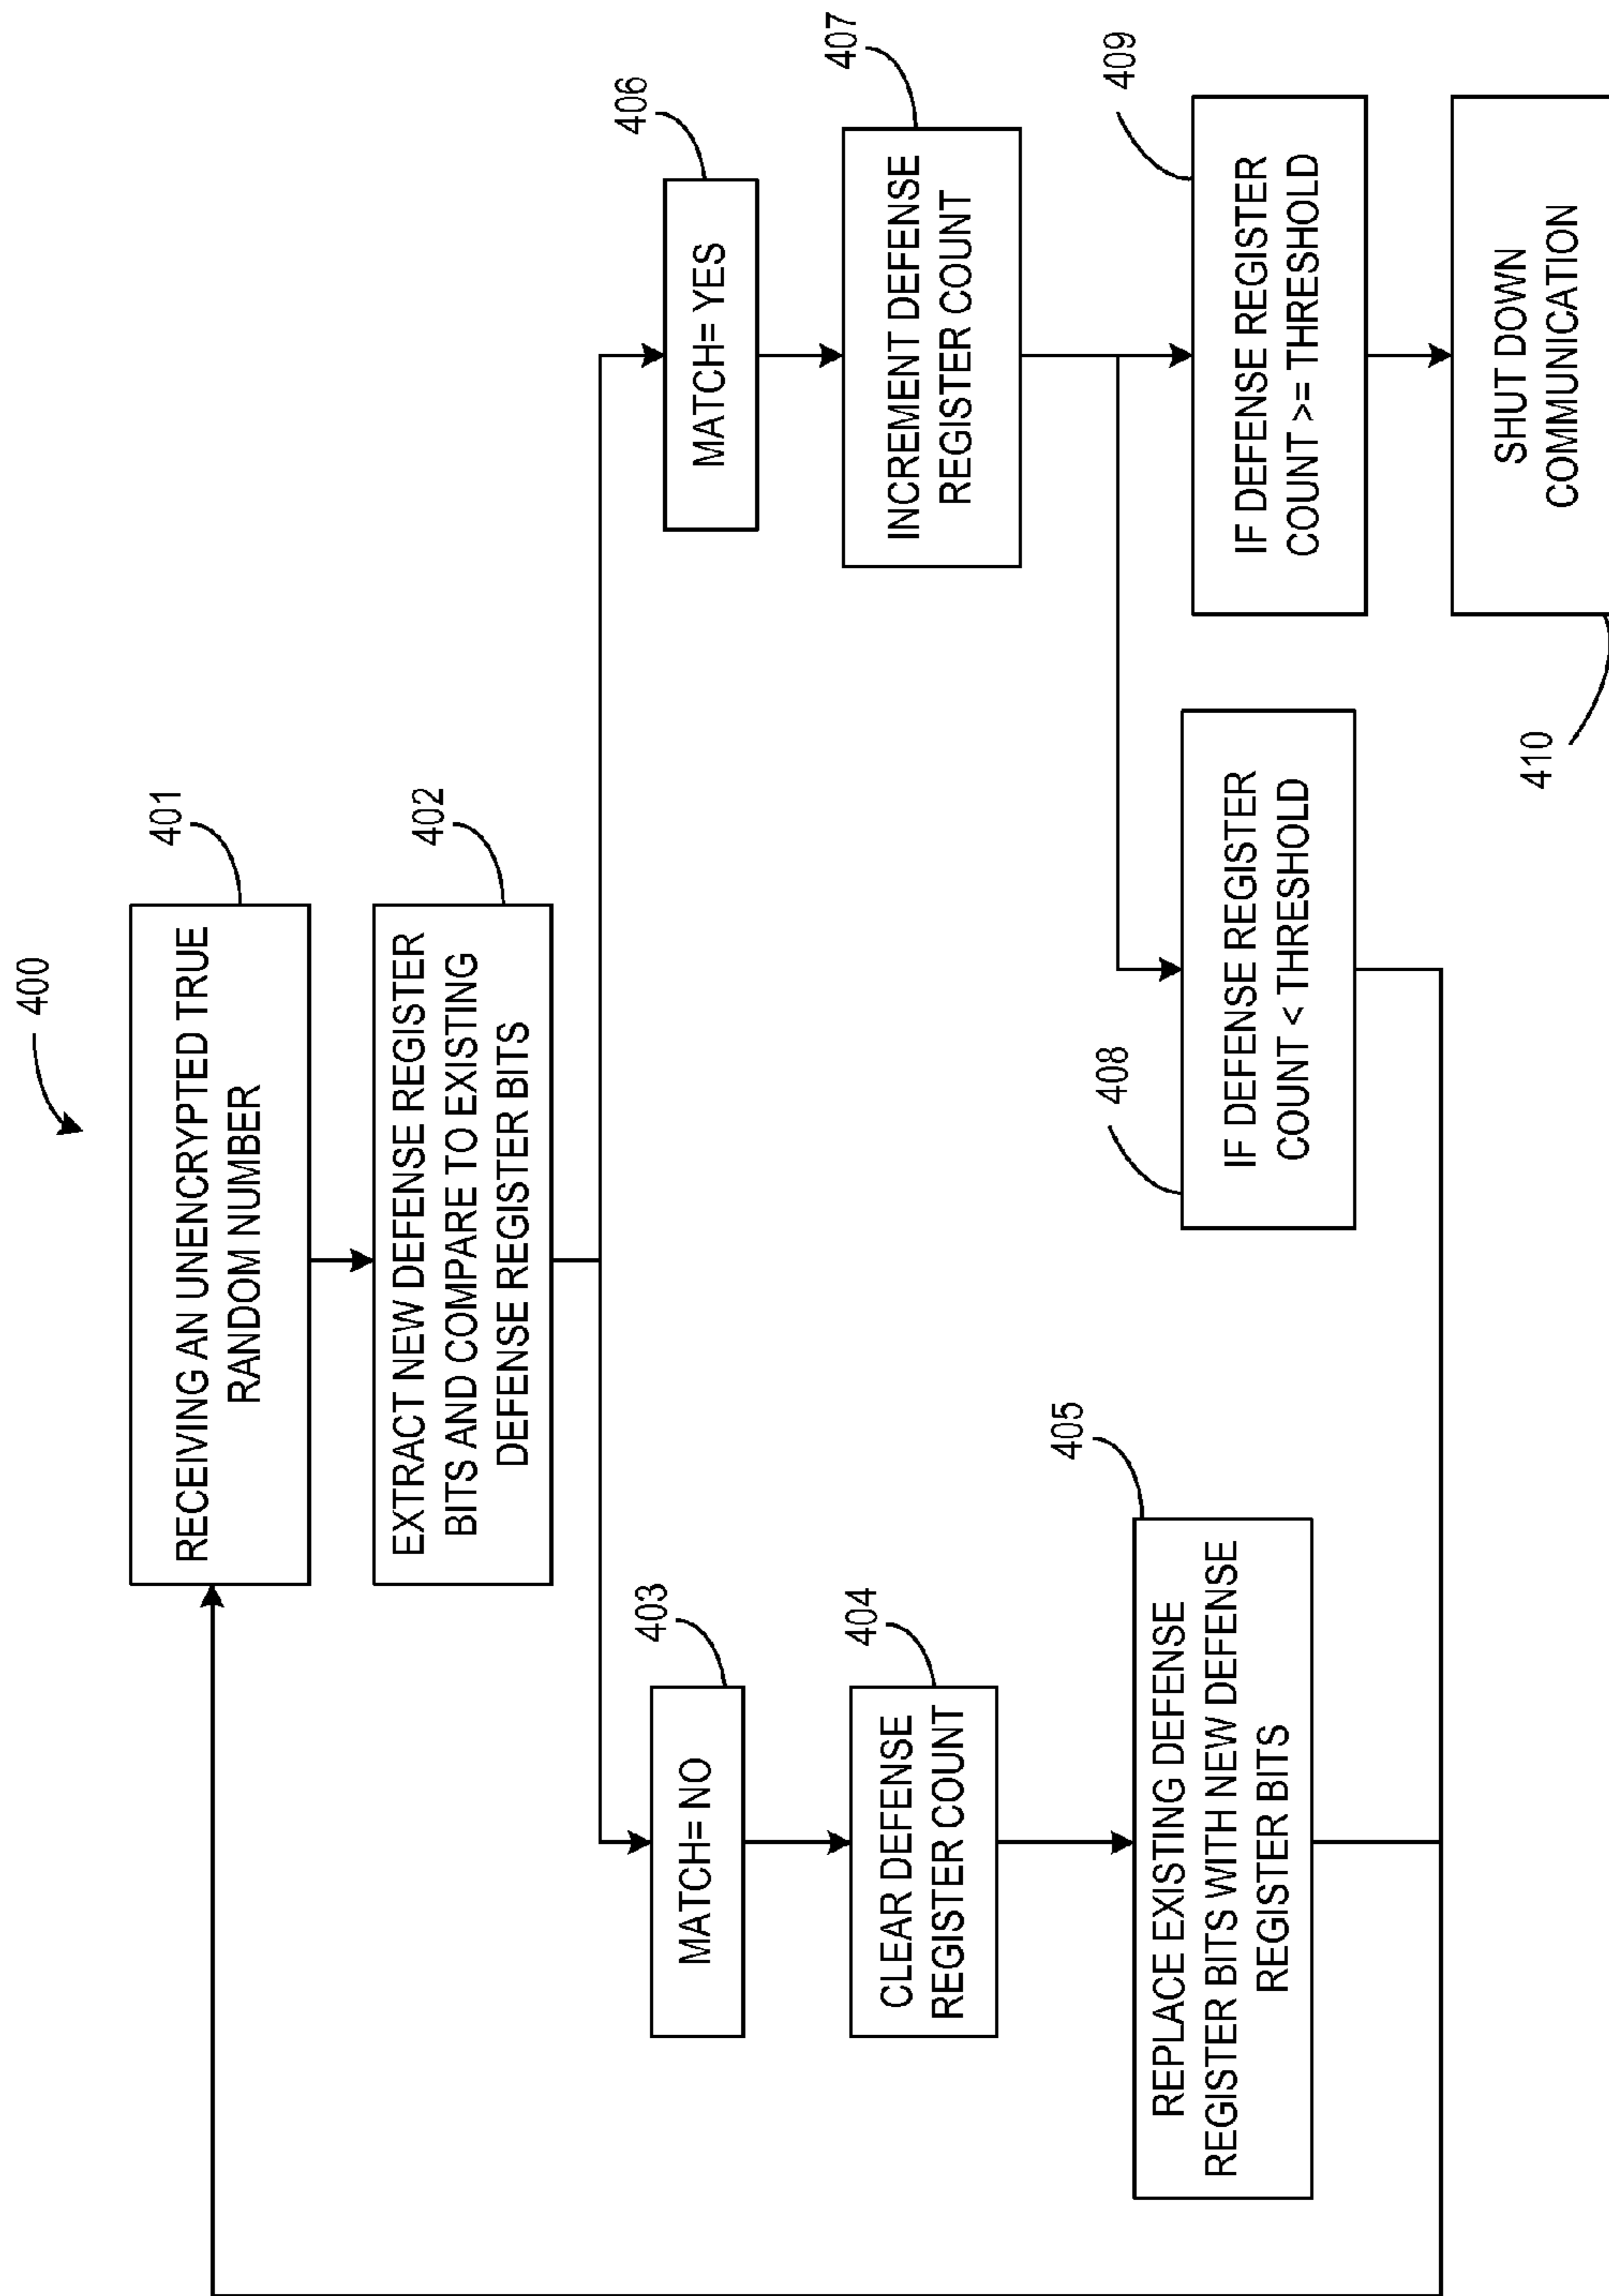 400
401
RECEIVING AN UNENCRYPTED TRUE
RANDOM NUMBER
402
EXTRACT NEW DEFENSE REGISTER
BITS AND COMPARE TO EXISTING
DEFENSE REGISTER BITS
403
MATCH= NO
404
CLEAR DEFENSE
REGISTER COUNT
405
REPLACE EXISTING DEFENSE
REGISTER BITS WITH NEW DEFENSE
REGISTER BITS
406
MATCH= YES
407
INCREMENT DEFENSE
REGISTER COUNT
408
IF DEFENSE REGISTER
COUNT < THRESHOLD
409
IF DEFENSE REGISTER
COUNT >= THRESHOLD
410
SHUT DOWN
COMMUNICATION